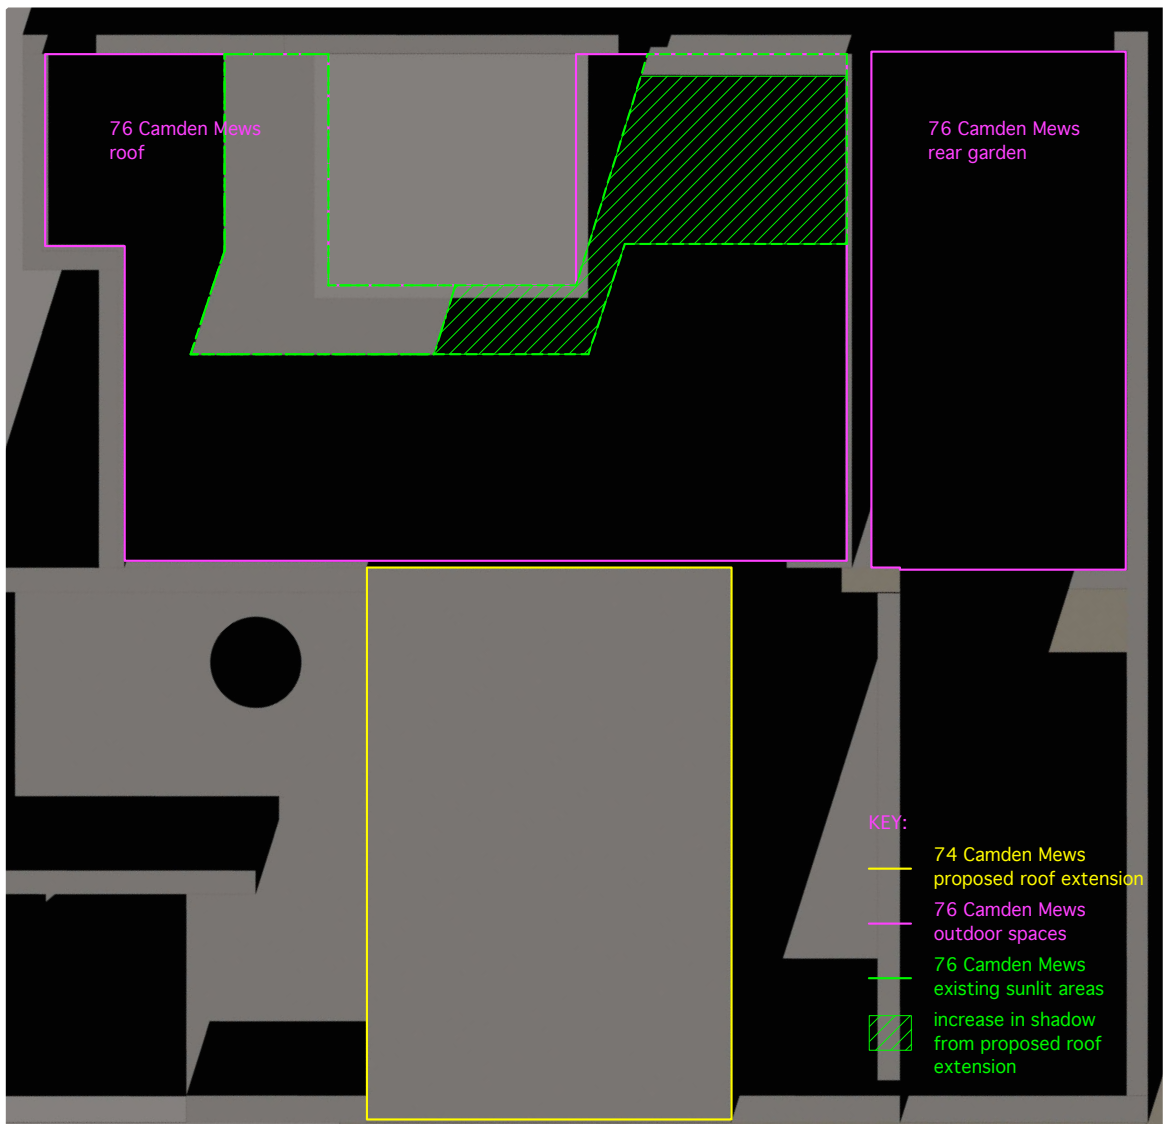 76 Camden Mews
roof
76 Camden Mews
rear garden
KEY:
74 Camden Mews
proposed roof extension
76 Camden Mews
outdoor spaces
76 Camden Mews
existing sunlit areas
increase in shadow
from proposed roof
extension